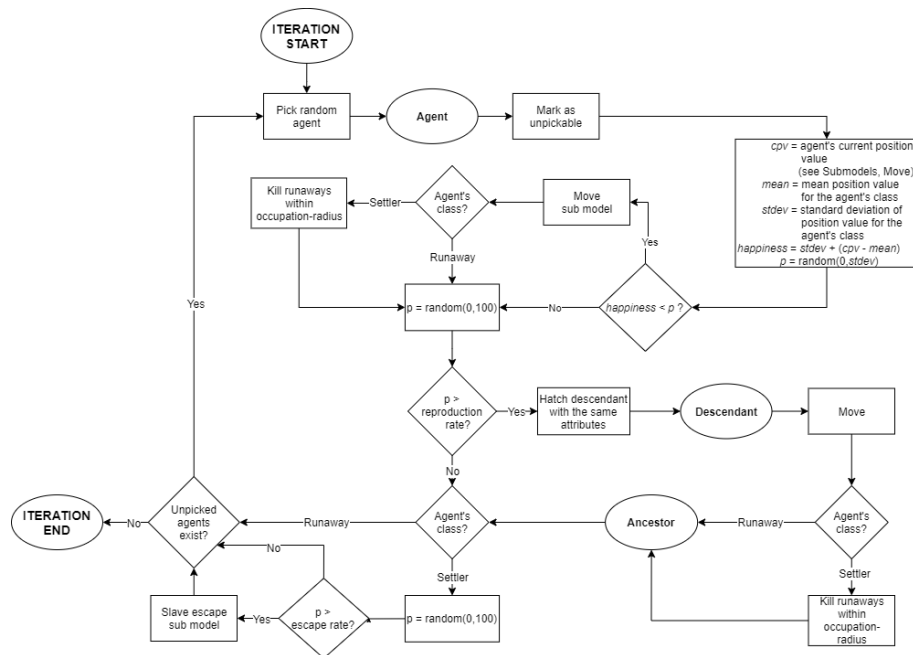 ITERATION
START
Pick random
agent
Agent
Mark as
unpickable
cpv = agent's current position
value
(see Submodels, Move)
mean = mean position value
for the agent's class
stdev = standard deviation of
position value for the
agent's class
happiness = stdev + (cpv - mean)
p = random(0,stdev)
Kill runaways
within
occupation-radius
Settler
Agent's
class?
Move
sub model
Yes
Runaway
happiness < p ?
No
p = random(0,100)
Yes
p >
reproduction
rate?
Yes
Hatch descendant
with the same
attributes
Descendant
Move
No
ITERATION
END
No
Unpicked
agents
exist?
Runaway
Agent's
class?
Ancestor
Runaway
Agent's
class?
Settler
Settler
No
Slave escape
sub model
Yes
p >
escape rate?
p = random(0,100)
Kill runaways
within
occupation-
radius